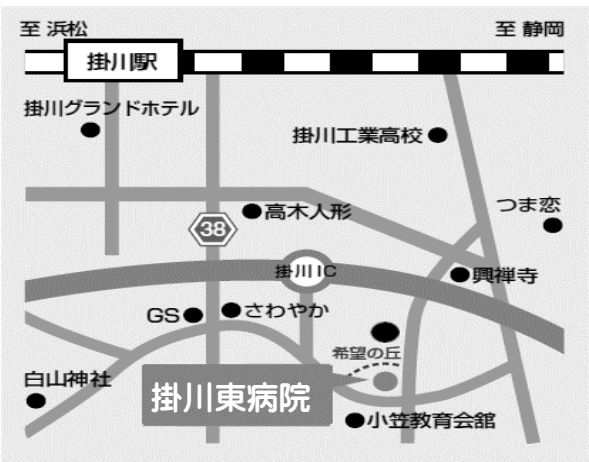 至 浜松
至 静岡
掛川駅
掛川グランドホテル
掛川工業高校
つま恋
高木人形
38
掛川IC
興禅寺
GS
さわやか
希望の丘
白山神社
掛川東病院
小笠教育会舘